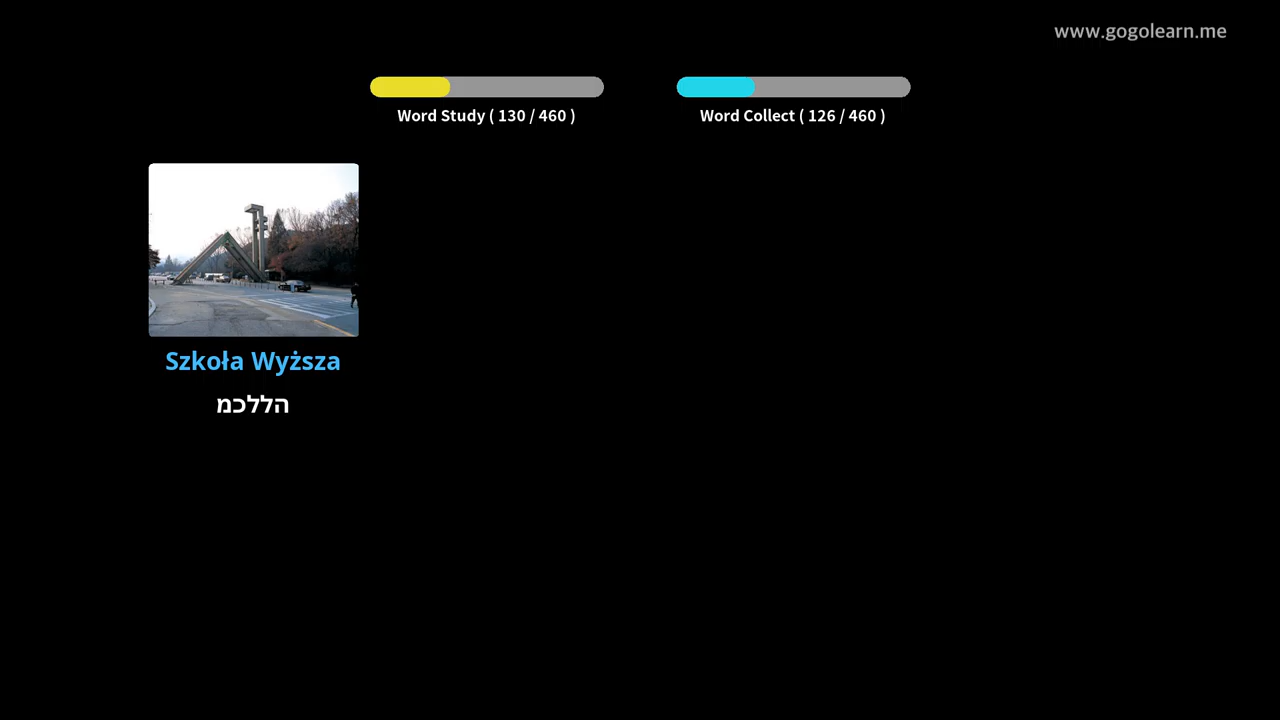 www.gogolearn.me
Word Study ( 130 / 460 )
Word Collect ( 126 / 460 )
Szkoła Wyższa
הללכמ